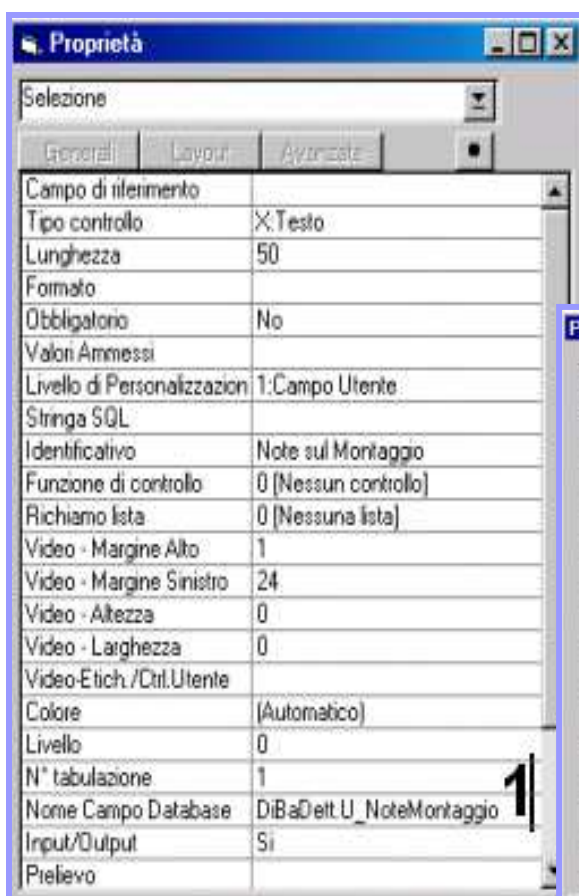 Proprietà
Selezione
Generali Layout Avanzate
Campo di riferimento
Tipo controllo X:Testo
Lunghezza 50
Formato
Obbligatorio No
Valori Ammessi
Livello di Personalizzazion 1:Campo Utente
Stringa SQL
Identificativo Note sul Montaggio
Funzione di controllo 0 [Nessun controllo]
Richiamo lista 0 [Nessuna lista]
Video - Margine Alto 1
Video - Margine Sinistro 24
Video - Altezza 0
Video - Larghezza 0
Video-Etich./Ctrl.Utente
Colore (Automatico)
Livello 0
N° tabulazione 1
1
Nome Campo Database DiBaDett.U_NoteMontaggio
Input/Output Si
Prelievo
P